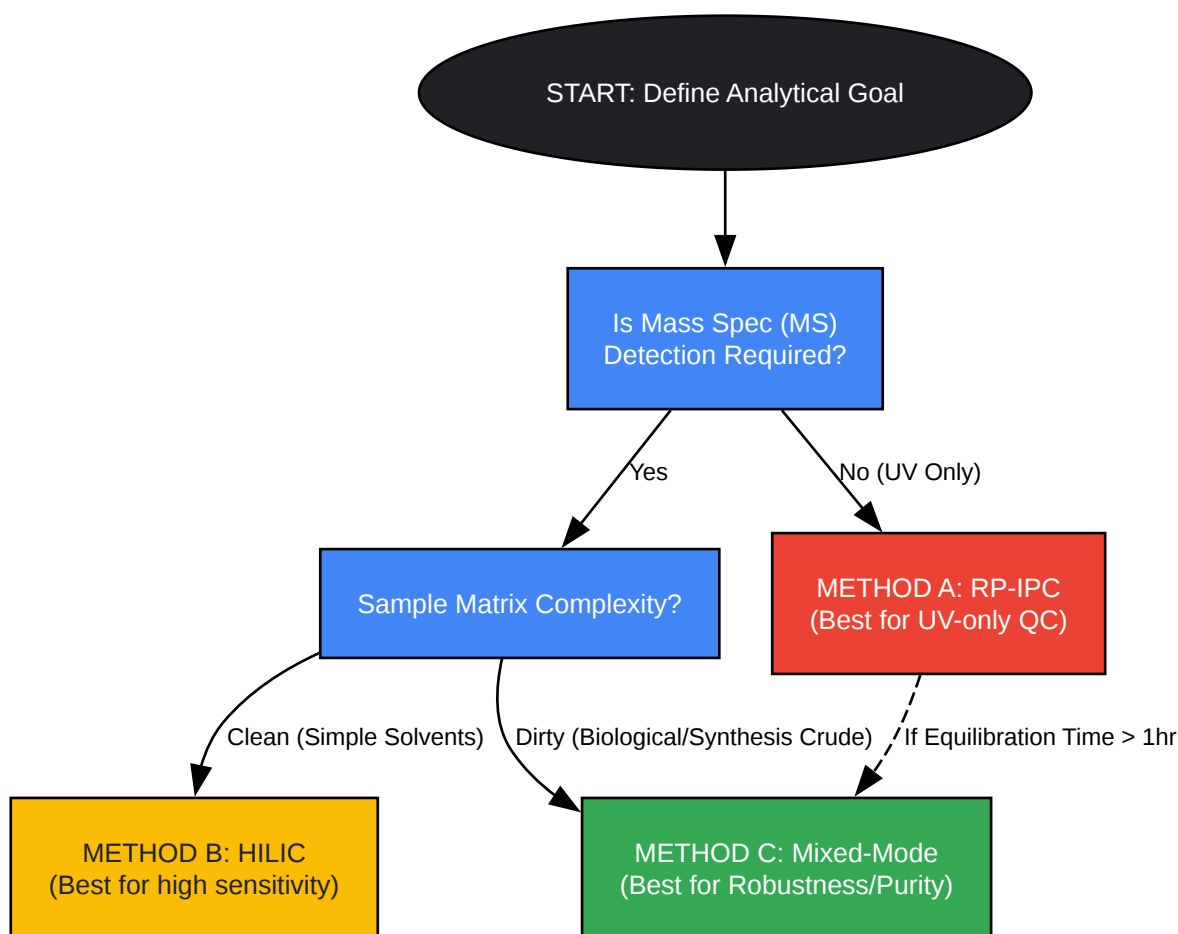 START: Define Analytical Goal
Is Mass Spec (MS)
Detection Required?
Yes
No (UV Only)
Sample Matrix Complexity?
METHOD A: RP-IPC
(Best for UV-only QC)
Clean (Simple Solvents)
Dirty (Biological/Synthesis Crude)
If Equilibration Time > 1hr
METHOD B: HILIC
(Best for high sensitivity)
METHOD C: Mixed-Mode
(Best for Robustness/Purity)